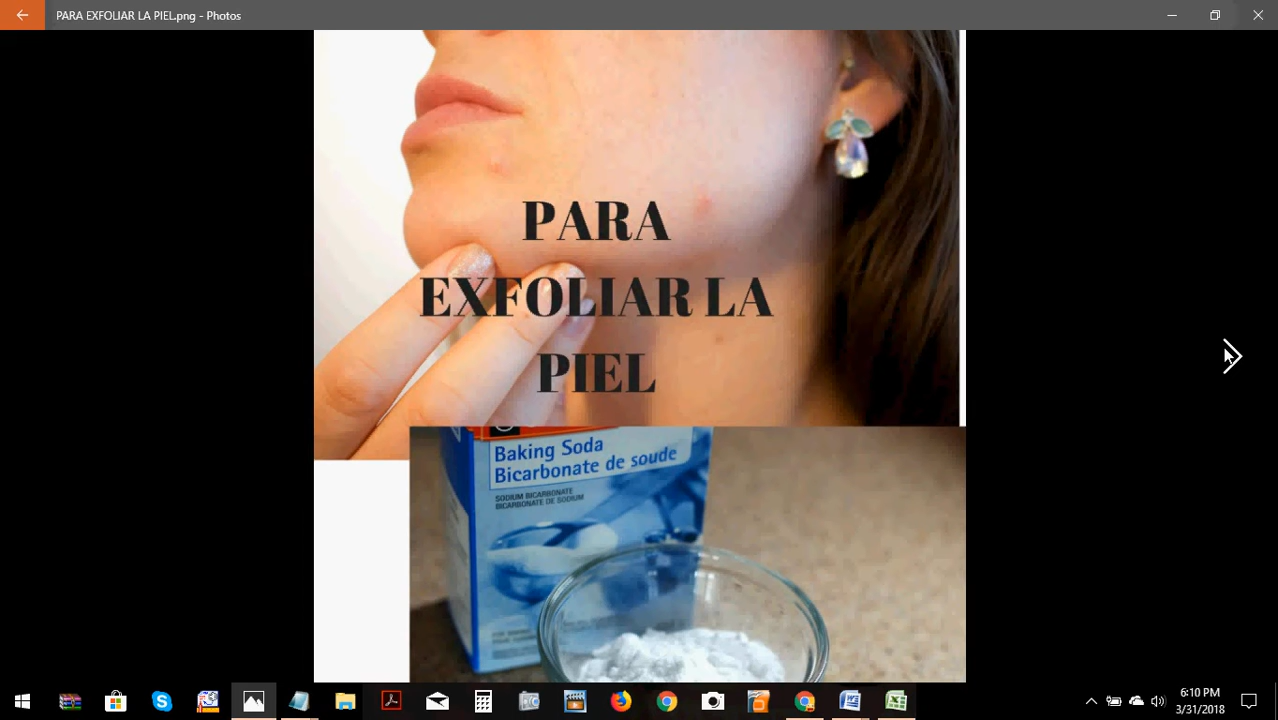 PARA EXFOLIAR LA PIEL.png - Photos
PARA
EXFOLIAR LA
PIEL
Baking Soda
Bicarbonate de soude
SODIUM BICARBONATE
BICARBONATE DE SODIUM
6:10 PM
3/31/2018